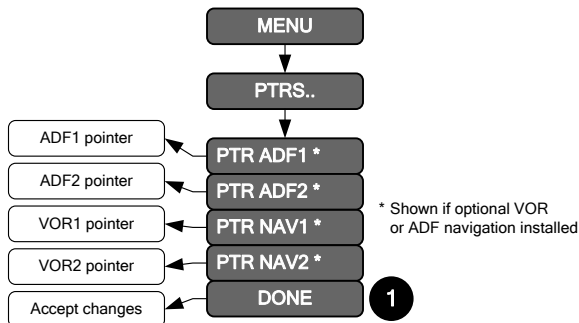 MENU
PTRS..
ADF1 pointer
PTR ADF1 *
ADF2 pointer
PTR ADF2 *
VOR1 pointer
PTR NAV1 *
VOR2 pointer
PTR NAV2 *
Accept changes
DONE
1
* Shown if optional VOR
or ADF navigation installed